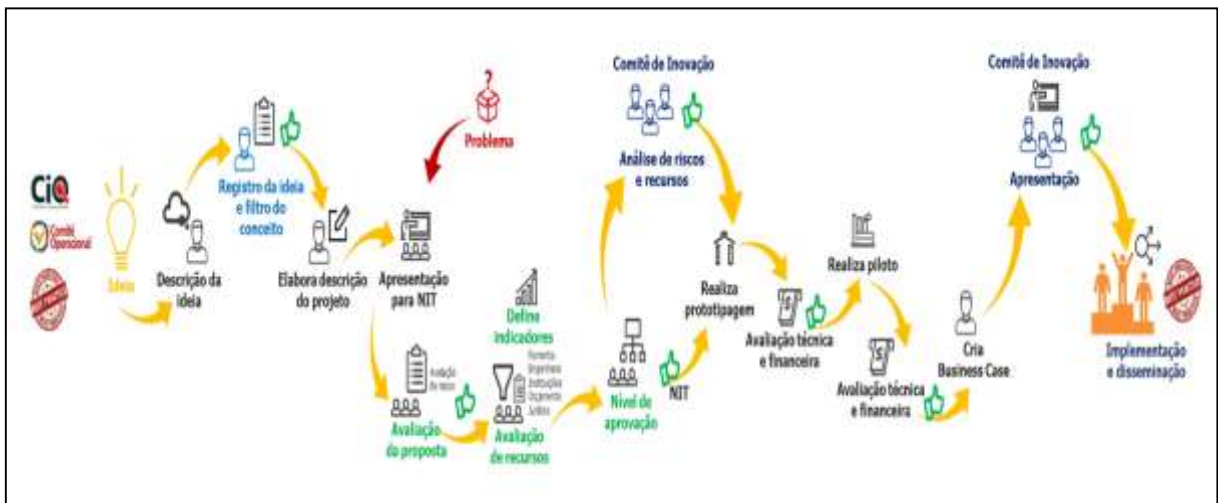 CiQ
Comitê
Operacional
Ideia
Descrição da
ideia
Registro da ideia
e filtro do
conceito
Elabora descrição
do projeto
Problema
Apresentação
para NIT
Avaliação
da proposta
Define
indicadores
Avaliação
de recursos
Nível de
aprovação
NIT
Comitê de Inovação
Análise de riscos
e recursos
Realiza
prototipagem
Avaliação técnica
e financeira
Realiza piloto
Avaliação técnica
e financeira
Cria
Business Case
Comitê de Inovação
Apresentação
Implementação
e disseminação